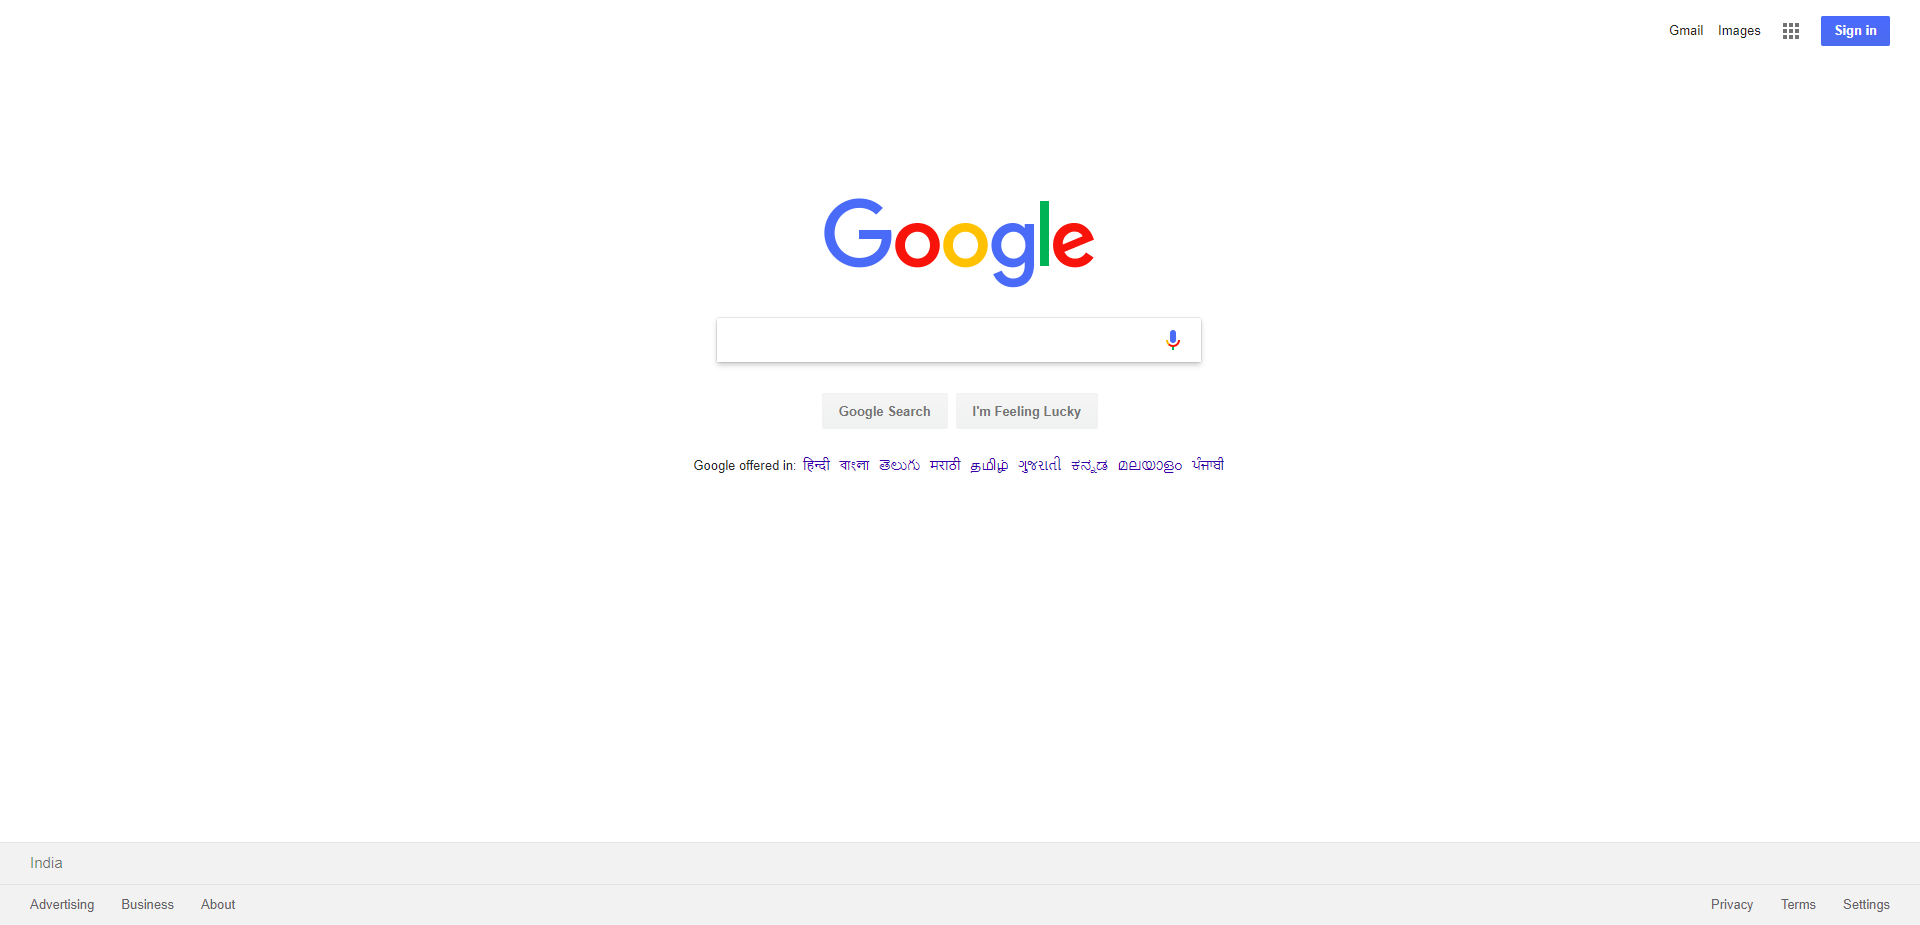 Gmail Images Sign in
Google
Google Search I'm Feeling Lucky
Google offered in: हिन्दी বাংলা తెలుగు मराठी தமிழ் ગુજરાતી ಕನ್ನಡ മലയാളം ਪੰਜਾਬੀ
India
Advertising Business About Privacy Terms Settings